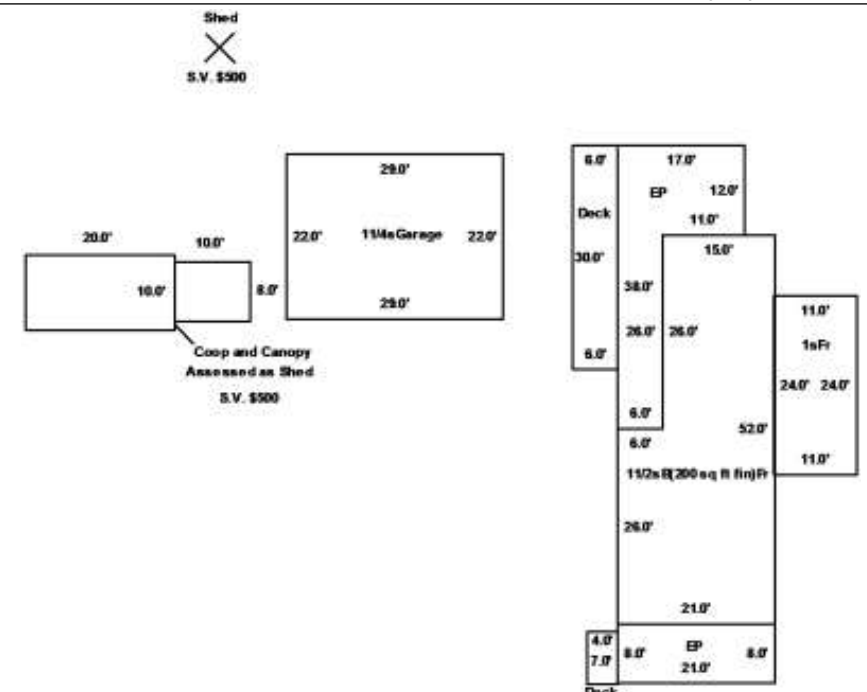 Shed
S.V. $500
20.0'
10.0'
10.0'
8.0'
Coop and Canopy
Assessed as Shed
S.V. $500
29.0'
22.0'
11/4sGarage
22.0'
29.0'
6.0'
Deck
30.0'
6.0'
17.0'
EP
12.0'
11.0'
38.0'
26.0'
6.0'
15.0'
26.0'
6.0'
52.0'
11/2sB(200 sq ft fin)Fr
26.0'
21.0'
11.0'
1sFr
24.0'
24.0'
11.0'
4.0'
7.0'
8.0'
EP
8.0'
21.0'
Deck